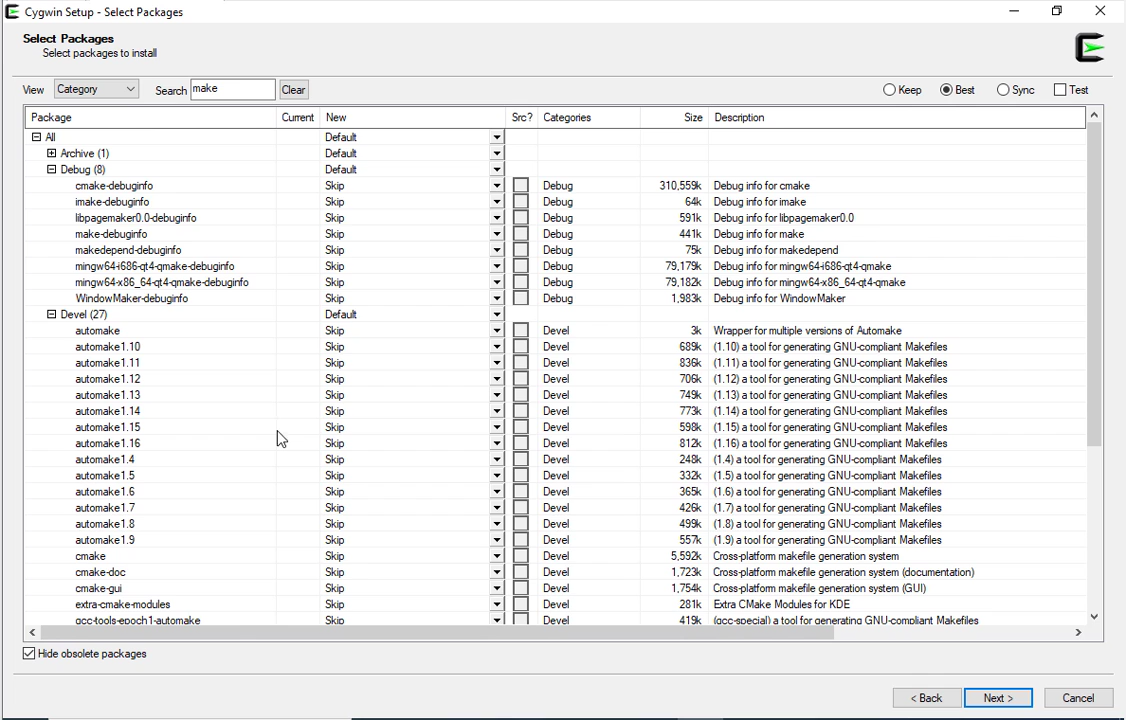 Cygwin Setup - Select Packages
Select Packages
Select packages to install
View Category Search make Clear Keep Best Sync Test
Package Current New Src? Categories Size Description
All Default
Archive (1) Default
Debug (8) Default
cmake-debuginfo Skip Debug 310,559k Debug info for cmake
imake-debuginfo Skip Debug 64k Debug info for imake
libpagemaker0.0-debuginfo Skip Debug 591k Debug info for libpagemaker0.0
make-debuginfo Skip Debug 441k Debug info for make
makedepend-debuginfo Skip Debug 75k Debug info for makedepend
mingw64-i686-qt4-qmake-debuginfo Skip Debug 79,179k Debug info for mingw64-i686-qt4-qmake
mingw64-x86_64-qt4-qmake-debuginfo Skip Debug 79,182k Debug info for mingw64-x86_64-qt4-qmake
WindowMaker-debuginfo Skip Debug 1,983k Debug info for WindowMaker
Devel (27) Default
automake Skip Devel 3k Wrapper for multiple versions of Automake
automake1.10 Skip Devel 689k (1.10) a tool for generating GNU-compliant Makefiles
automake1.11 Skip Devel 836k (1.11) a tool for generating GNU-compliant Makefiles
automake1.12 Skip Devel 706k (1.12) a tool for generating GNU-compliant Makefiles
automake1.13 Skip Devel 749k (1.13) a tool for generating GNU-compliant Makefiles
automake1.14 Skip Devel 773k (1.14) a tool for generating GNU-compliant Makefiles
automake1.15 Skip Devel 598k (1.15) a tool for generating GNU-compliant Makefiles
automake1.16 Skip Devel 812k (1.16) a tool for generating GNU-compliant Makefiles
automake1.4 Skip Devel 248k (1.4) a tool for generating GNU-compliant Makefiles
automake1.5 Skip Devel 332k (1.5) a tool for generating GNU-compliant Makefiles
automake1.6 Skip Devel 365k (1.6) a tool for generating GNU-compliant Makefiles
automake1.7 Skip Devel 426k (1.7) a tool for generating GNU-compliant Makefiles
automake1.8 Skip Devel 499k (1.8) a tool for generating GNU-compliant Makefiles
automake1.9 Skip Devel 557k (1.9) a tool for generating GNU-compliant Makefiles
cmake Skip Devel 5,592k Cross-platform makefile generation system
cmake-doc Skip Devel 1,723k Cross-platform makefile generation system (documentation)
cmake-gui Skip Devel 1,754k Cross-platform makefile generation system (GUI)
extra-cmake-modules Skip Devel 281k Extra CMake Modules for KDE
gcc-tools-epoch1-automake Skip Devel 419k (gcc-special) a tool for generating GNU-compliant Makefiles
Hide obsolete packages
< Back Next > Cancel